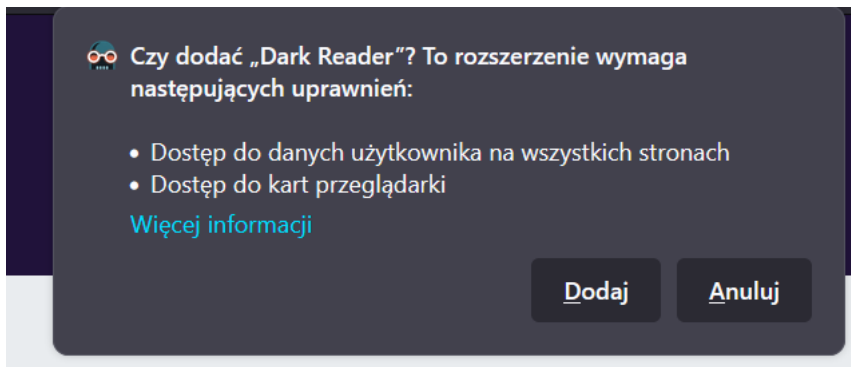 Czy dodać „Dark Reader”? To rozszerzenie wymaga
następujących uprawnień:
• Dostęp do danych użytkownika na wszystkich stronach
• Dostęp do kart przeglądarki
Więcej informacji
Dodaj
Anuluj